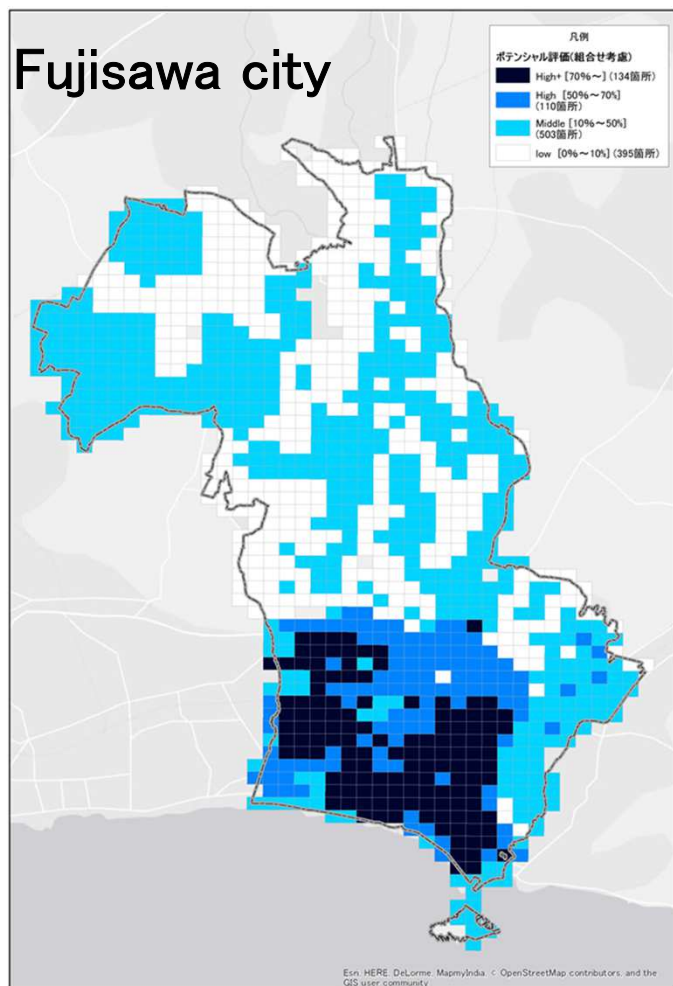 Fujisawa city
凡例
ポテンシャル評価(組合せ考慮)
High+ [70%～] (134箇所)
High [50%～70%]
(110箇所)
Middle [10%～50%]
(503箇所)
low [0%～10%] (395箇所)
Esri, HERE, DeLorme, MapmyIndia, © OpenStreetMap contributors, and the
GIS user community